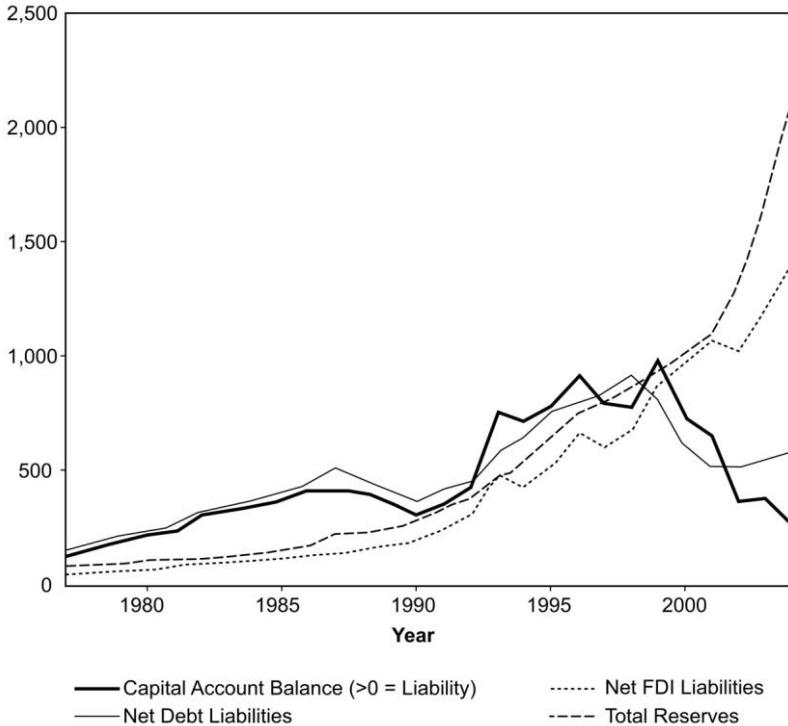 2,500
2,000
1,500
1,000
500
0
1980 1985 1990 1995 2000
Year
Capital Account Balance (>0 = Liability) Net FDI Liabilities
Net Debt Liabilities Total Reserves